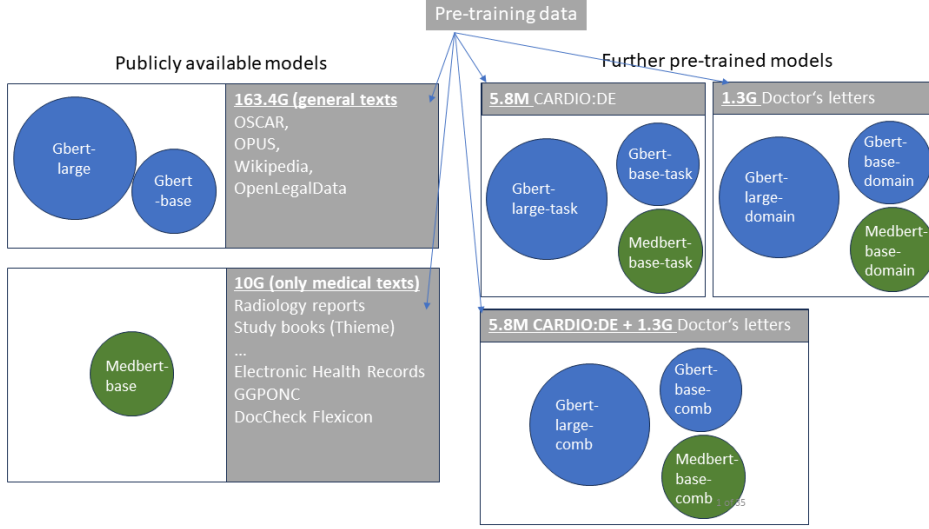 Pre-training data
Publicly available models
Further pre-trained models
Gbert-
large
Gbert
-base
163.4G (general texts
OSCAR,
OPUS,
Wikipedia,
OpenLegalData
Medbert-
base
10G (only medical texts)
Radiology reports
Study books (Thieme)
...
Electronic Health Records
GGPONC
DocCheck Flexicon
5.8M CARDIO:DE
Gbert-
large-task
Gbert-
base-task
Medbert-
base-task
1.3G Doctor's letters
Gbert-
large-
domain
Gbert-
base-
domain
Medbert-
base-
domain
5.8M CARDIO:DE + 1.3G Doctor's letters
Gbert-
large-
comb
Gbert-
base-
comb
Medbert-
base-
comb